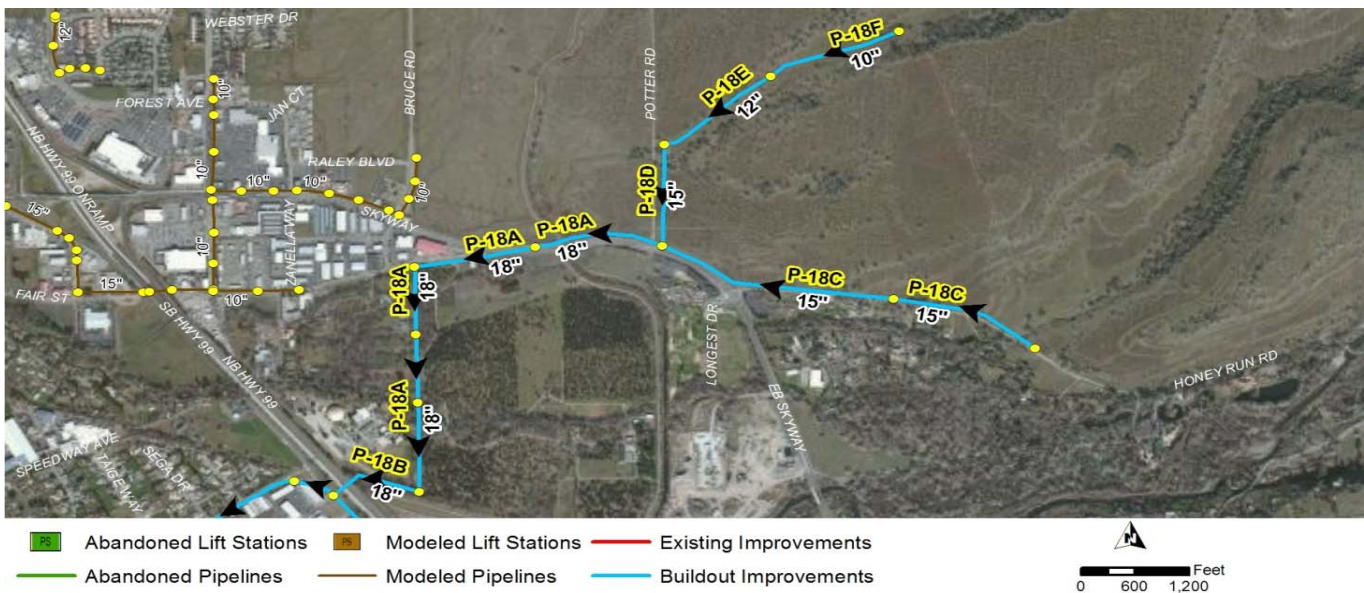 WEBSTER DR
P-18F
12"
10"
BRUCE RD
POTTER RD
P-18E
12"
10"
FOREST AVE
JAN CT
NB HWY 99 ONRAMP
RALEY BLVD
10"
10"
10"
10"
P-18D
15"
15"
SKYWAY
P-18A
P-18A
18"
18"
ZANELLA WAY
10"
P-18A
18"
P-18C
15"
P-18C
15"
FAIR ST
15"
10"
SB HWY 99
NB HWY 99
LONGEST DR
HONEY RUN RD
EB SKYWAY
P-18A
18"
SPEEDWAY AVE
TAIGE WAY
SEGA DR
P-18B
18"
PS Abandoned Lift Stations PS Modeled Lift Stations Existing Improvements
Abandoned Pipelines Modeled Pipelines Buildout Improvements
N
Feet
0 600 1,200